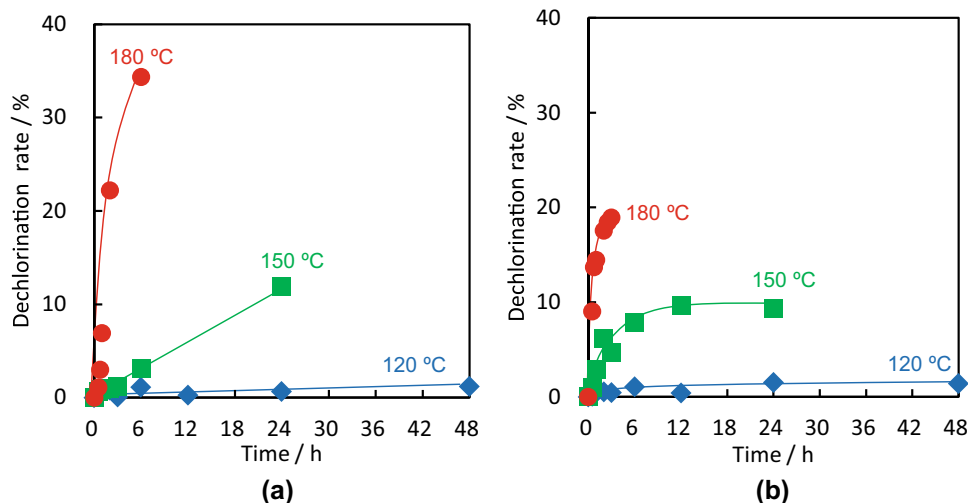 40
30
20
10
0
Dechlorination rate / %
180 ºC
150 ºC
120 ºC
0 6 12 18 24 30 36 42 48
Time / h
(a)
40
30
20
10
0
Dechlorination rate / %
180 ºC
150 ºC
120 ºC
0 6 12 18 24 30 36 42 48
Time / h
(b)